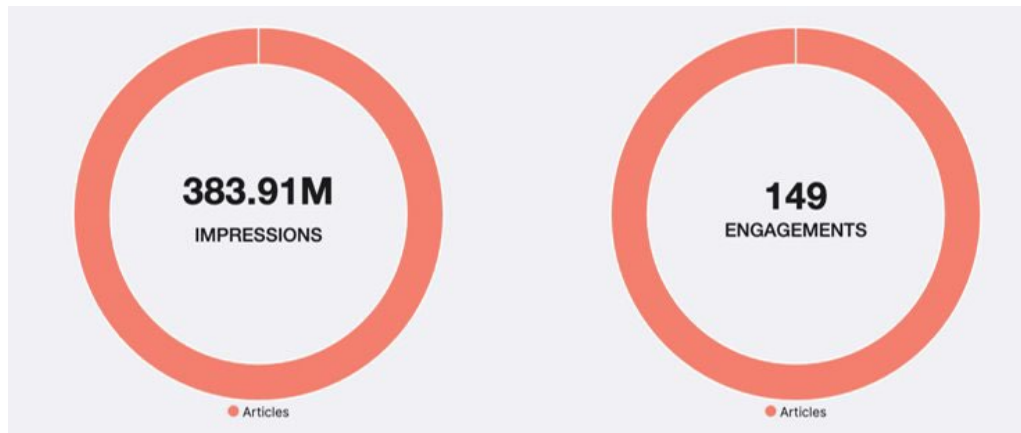 383.91M
IMPRESSIONS
Articles
149
ENGAGEMENTS
Articles